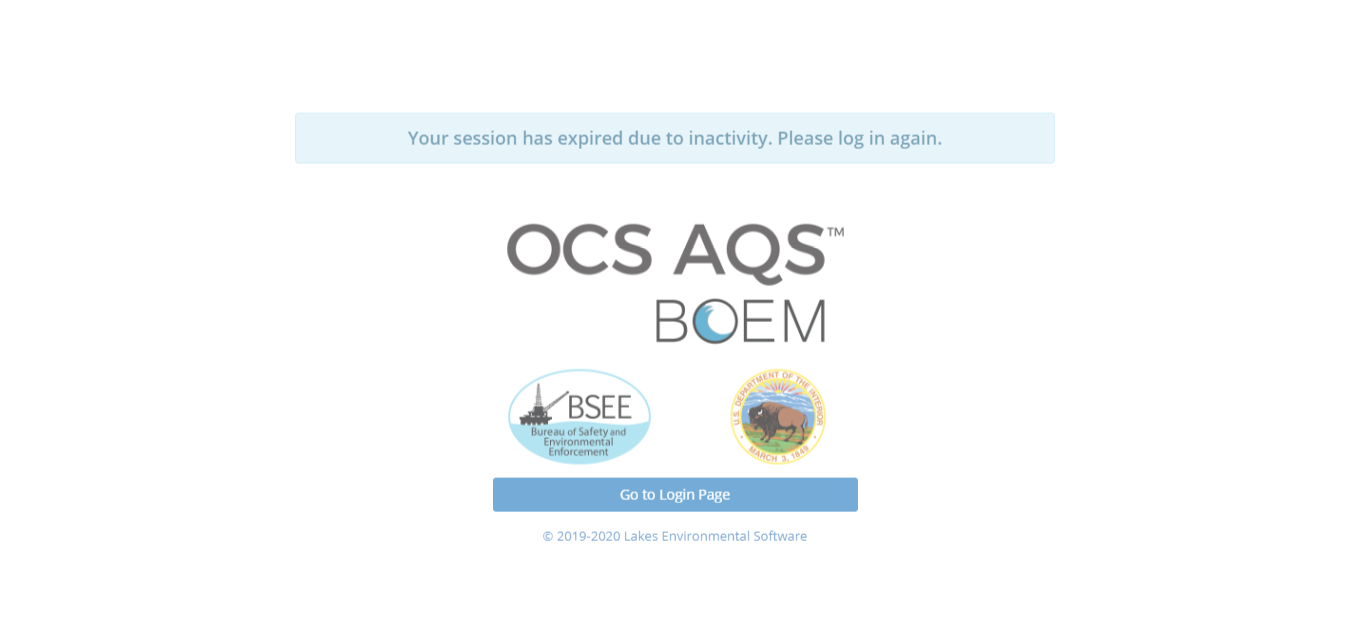 Your session has expired due to inactivity. Please log in again.
OCS AQS™
BOEM
BSEE
Bureau of Safety and
Environmental
Enforcement
U.S. DEPARTMENT OF THE INTERIOR
MARCH 3, 1849
Go to Login Page
© 2019-2020 Lakes Environmental Software